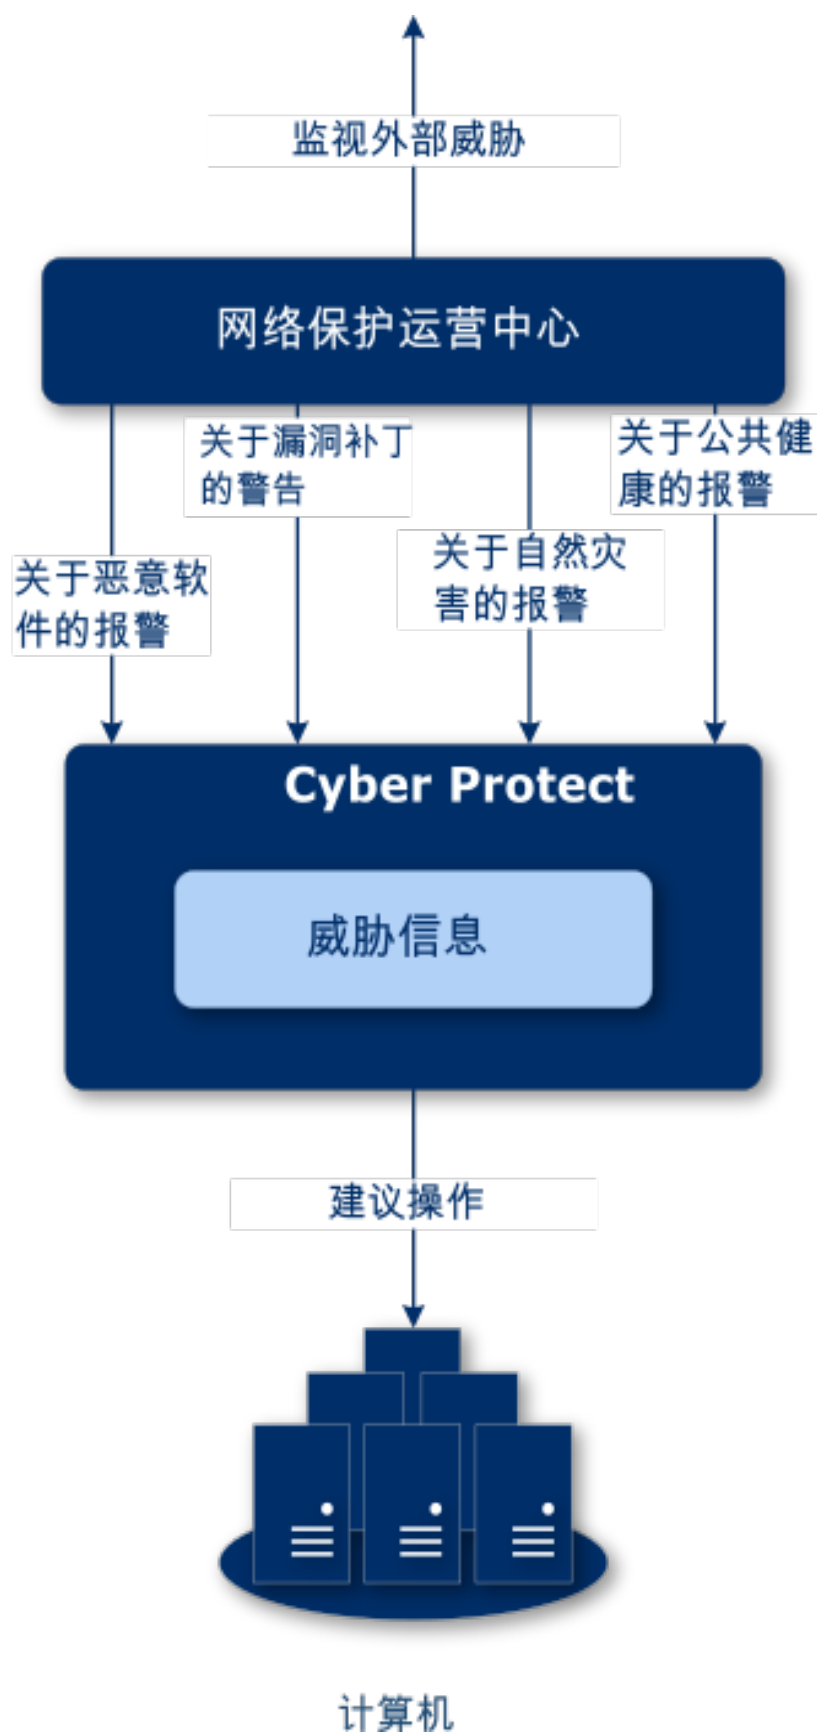 监视外部威胁
网络保护运营中心
关于漏洞补丁
的警告
关于公共健
康的报警
关于自然灾
害的报警
关于恶意软
件的报警
Cyber Protect
威胁信息
建议操作
计算机